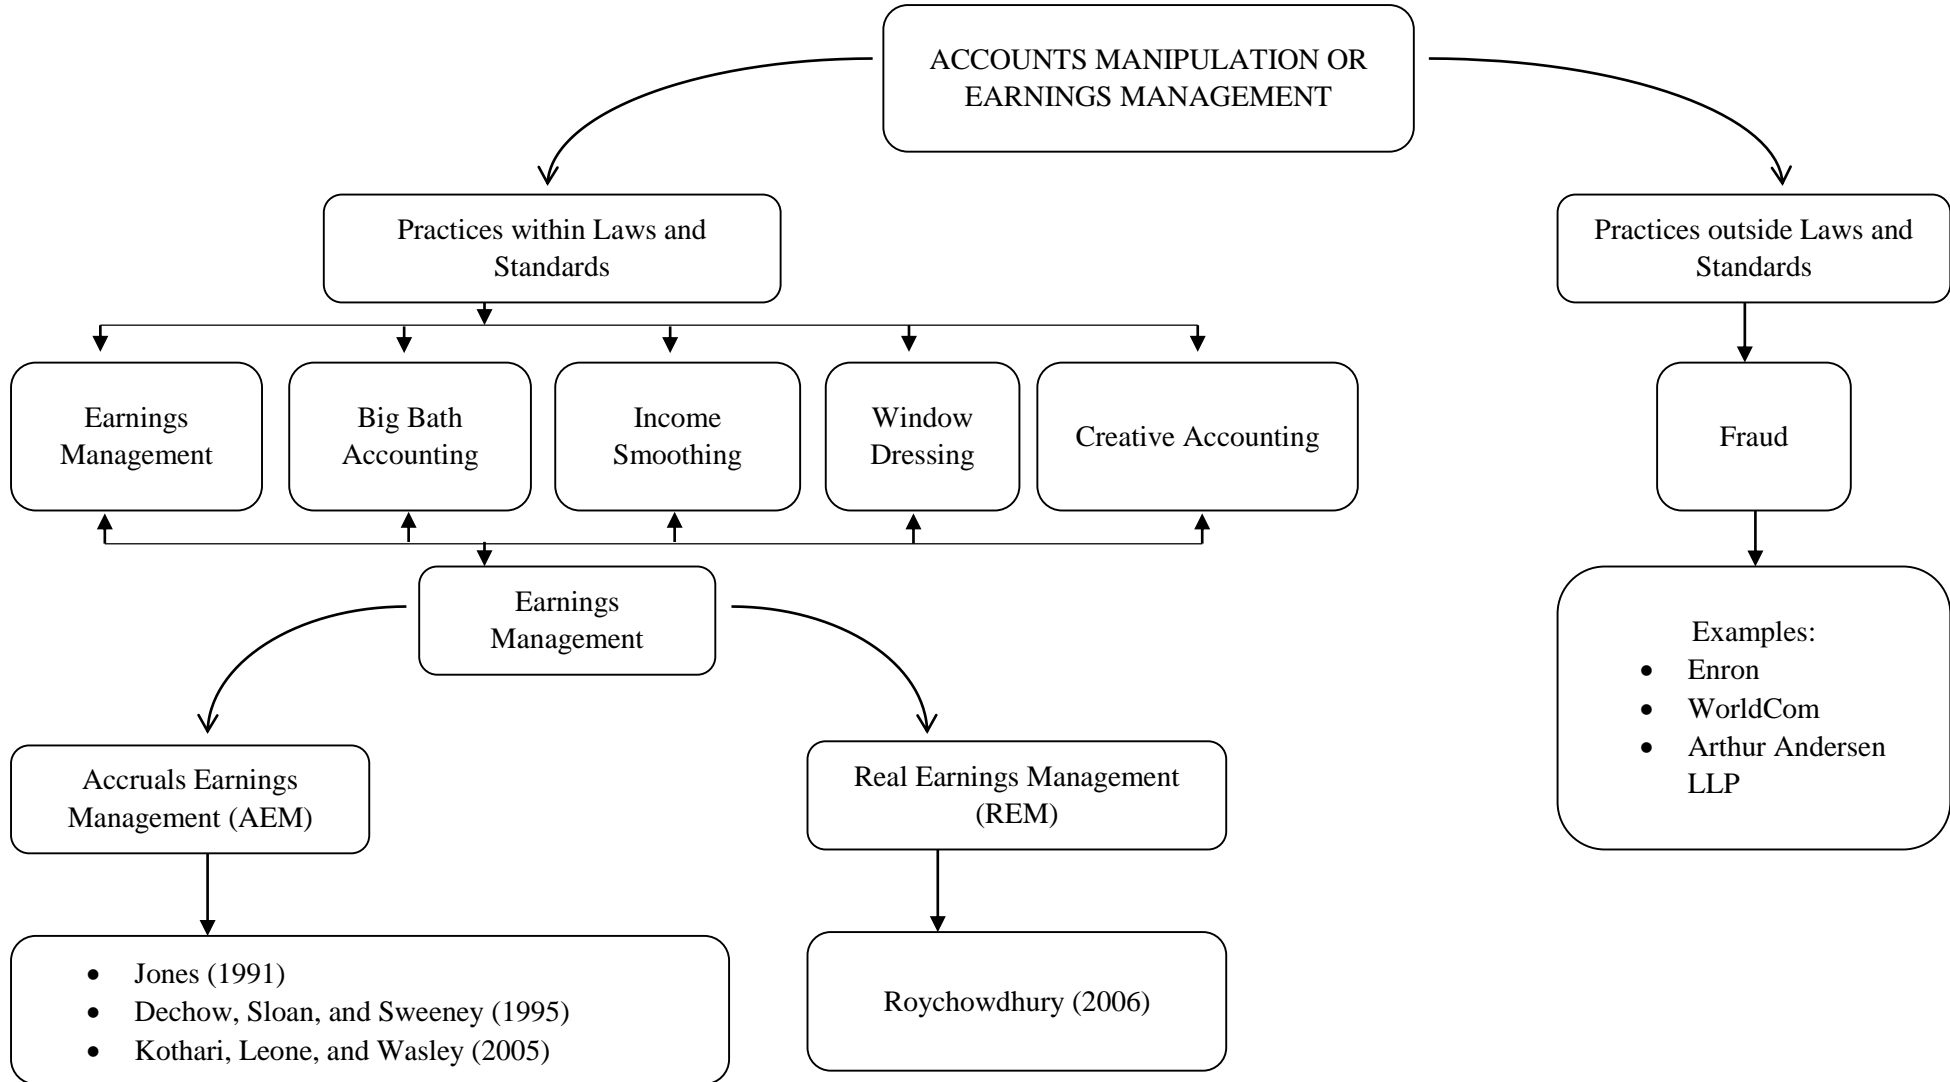 ACCOUNTS MANIPULATION OR
EARNINGS MANAGEMENT
Practices within Laws and
Standards
Practices outside Laws and
Standards
Earnings
Management
Big Bath
Accounting
Income
Smoothing
Window
Dressing
Creative Accounting
Fraud
Earnings
Management
Examples:
• Enron
• WorldCom
• Arthur Andersen
LLP
Accruals Earnings
Management (AEM)
Real Earnings Management
(REM)
• Jones (1991)
• Dechow, Sloan, and Sweeney (1995)
• Kothari, Leone, and Wasley (2005)
Roychowdhury (2006)